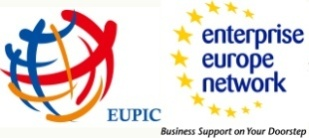 EUPIC
enterprise
europe
network
Business Support on Your Doorstep